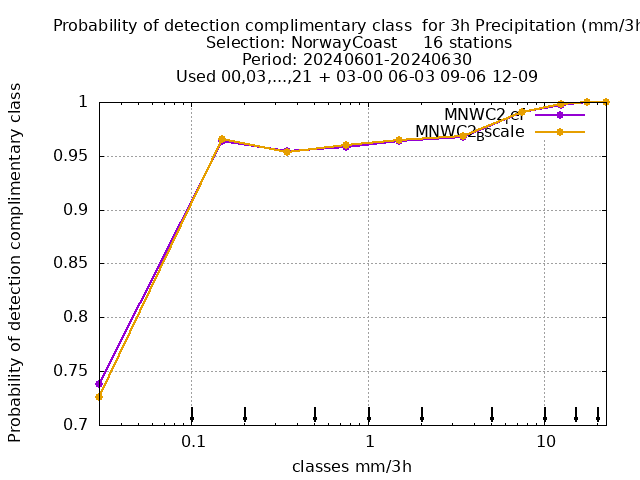 Probability of detection complimentary class for 3h Precipitation (mm/3h
Selection: NorwayCoast 16 stations
Period: 20240601-20240630
Used 00,03,...,21 + 03-00 06-03 09-06 12-09
Probability of detection complimentary class
1
0.95
0.9
0.85
0.8
0.75
0.7
0.1
1
10
classes mm/3h